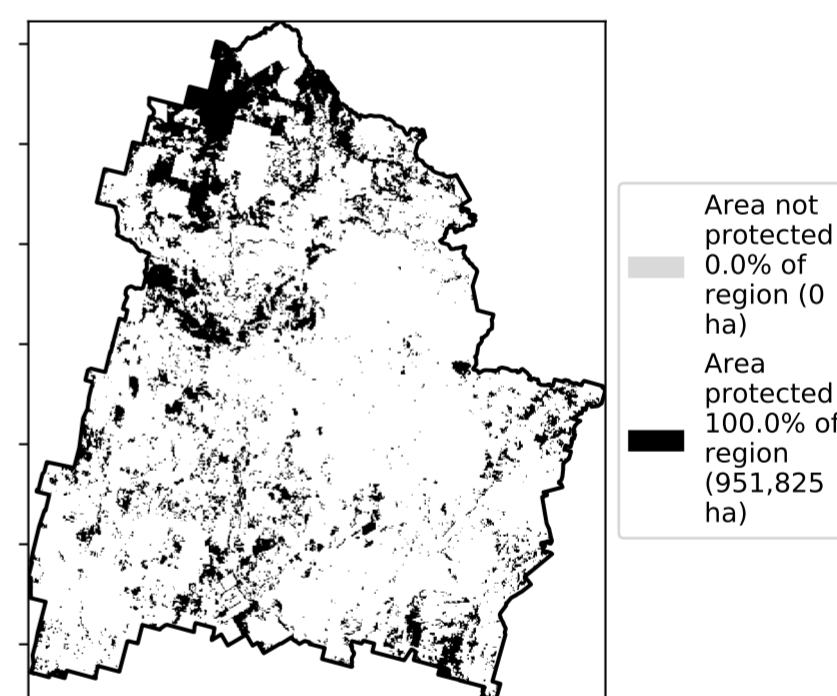 Area not
protected
0.0% of
region (0
ha)
Area
protected
100.0% of
region
(951,825
ha)